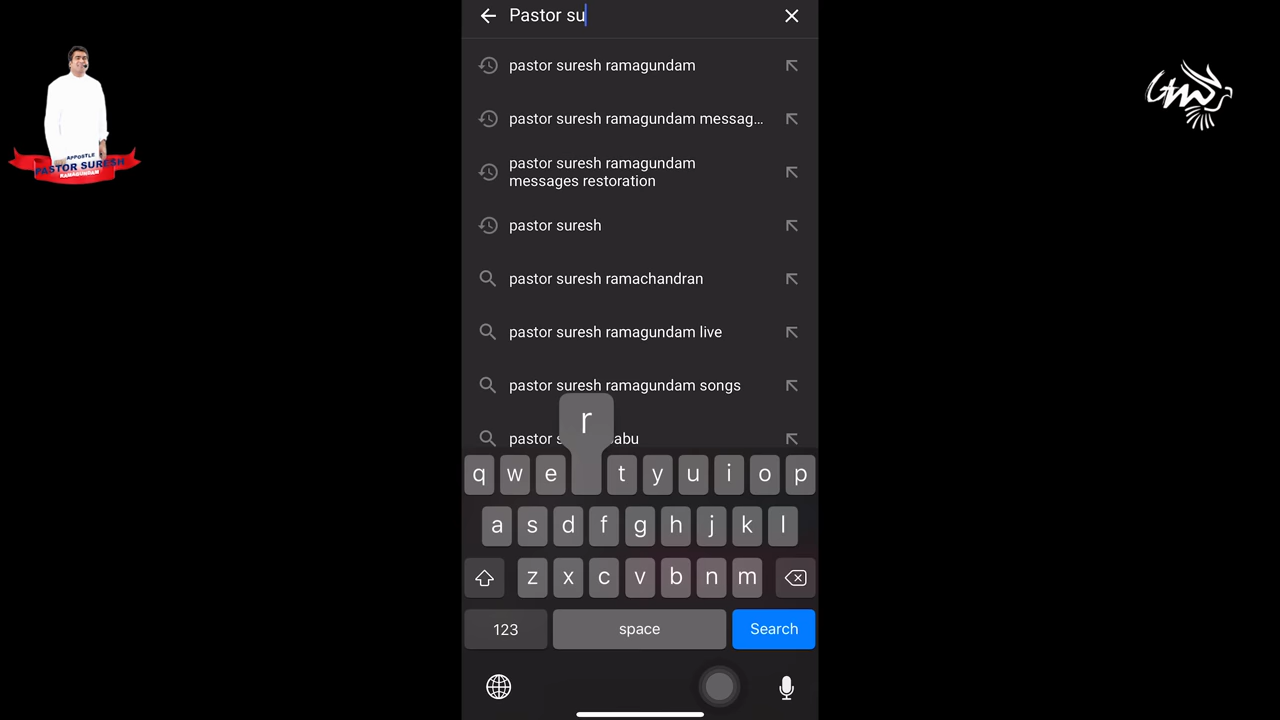 Pastor su
pastor suresh ramagundam
pastor suresh ramagundam messag...
pastor suresh ramagundam
messages restoration
pastor suresh
pastor suresh ramachandran
pastor suresh ramagundam live
pastor suresh ramagundam songs
pastor s abu
r
q w e t y u i o p
a s d f g h j k l
z x c v b n m
123 space Search
APPOSTLE
PASTOR SURESH
RAMAGUNDAM